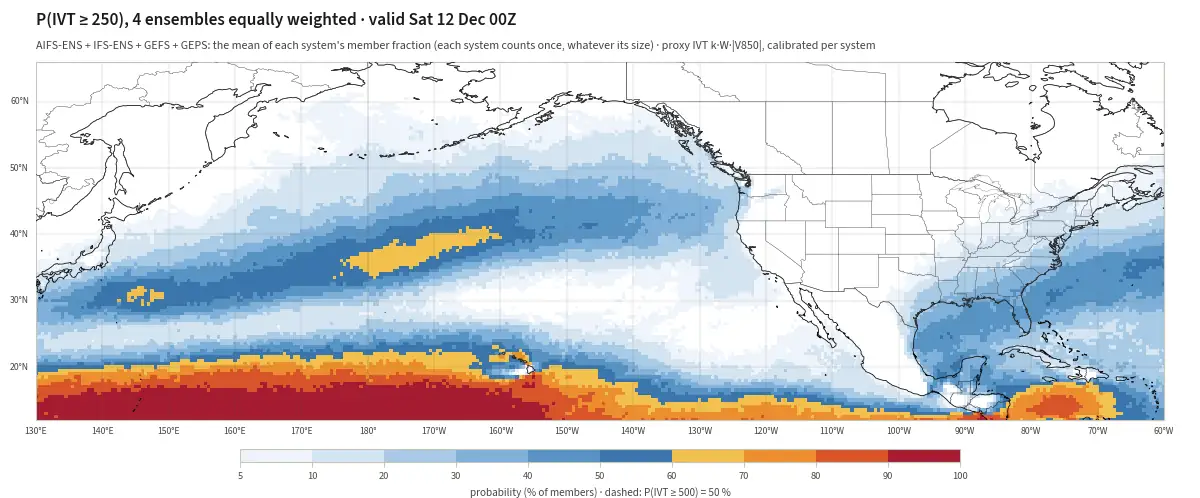 P(IVT ≥ 250), 4 ensembles equally weighted · valid Sat 12 Dec 00Z
AIFS-ENS + IFS-ENS + GEFS + GEPS: the mean of each system's member fraction (each system counts once, whatever its size) · proxy IVT k·W·|V850|, calibrated per system
60°N
50°N
40°N
30°N
20°N
130°E 140°E 150°E 160°E 170°E 180° 170°W 160°W 150°W 140°W 130°W 120°W 110°W 100°W 90°W 80°W 70°W 60°W
5 10 20 30 40 50 60 70 80 90 100
probability (% of members) · dashed: P(IVT ≥ 500) = 50 %